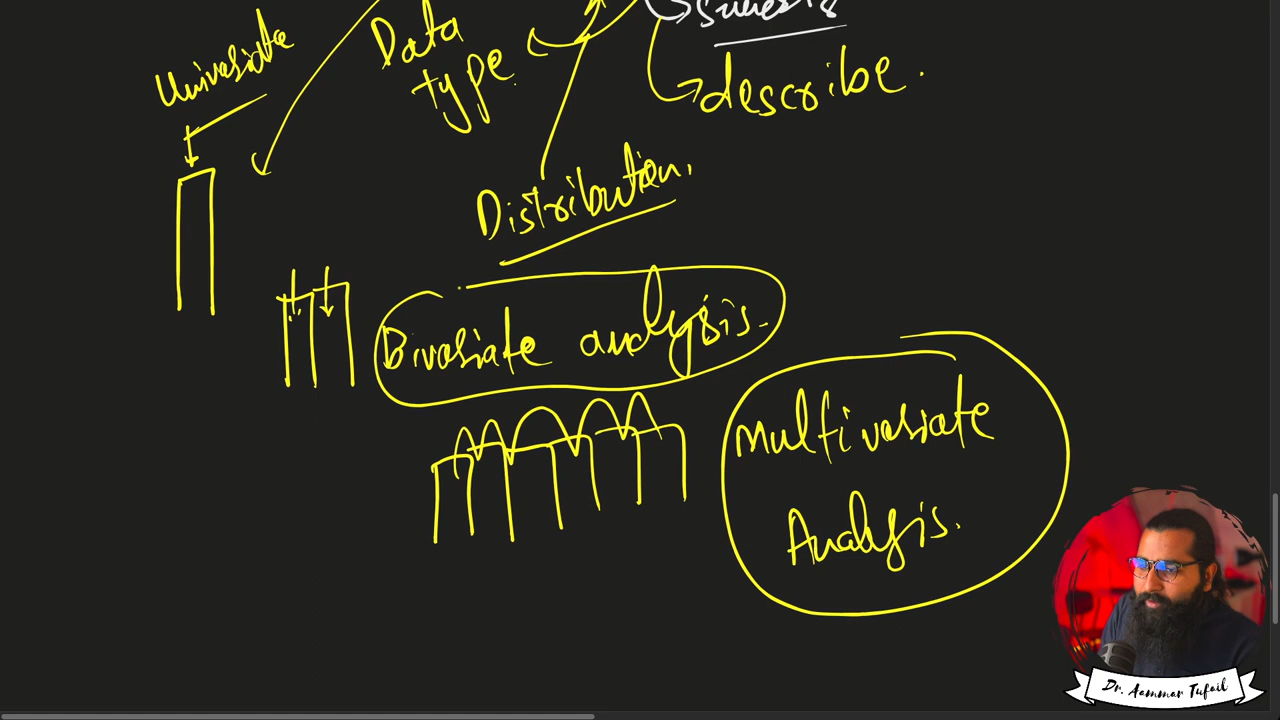 Univariate
Data
type.
describe.
Distribution.
Bivariate analysis.
Multivariate
Analysis.
Dr. Aammar Tufail